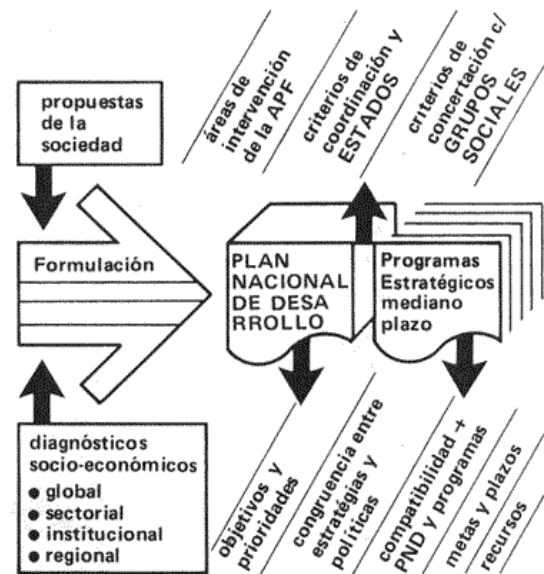 propuestas
de la
sociedad
áreas de
intervención
de la APF
criterios de
coordinación y
ESTADOS
criterios de
concertación c/
GRUPOS
SOCIALES
Formulación
PLAN
NACIONAL
DE DESA
RROLLO
Programas
Estratégicos
mediano
plazo
diagnósticos
socio-económicos
● global
● sectorial
● institucional
● regional
objetivos y
prioridades
congruencia entre
estratégias y
políticas
compatibilidad +
PND y programas
metas y plazos
recursos